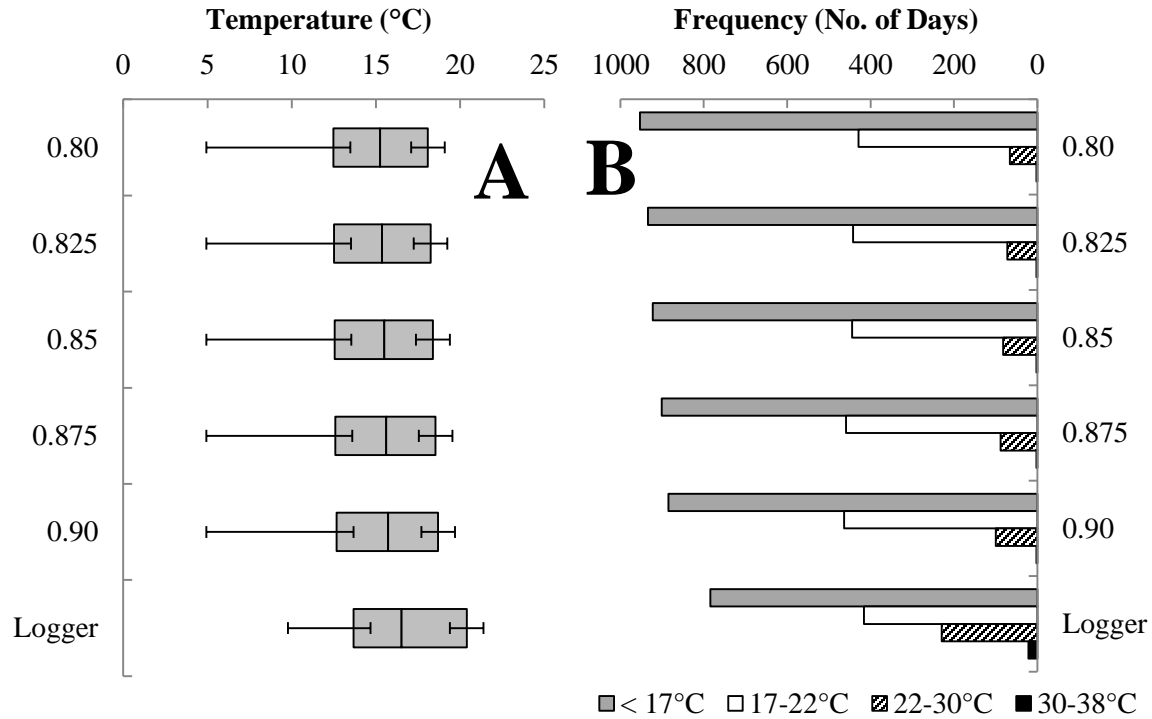 Temperature (°C)
0 5 10 15 20 25
0.80
0.825
0.85
0.875
0.90
Logger
A
Frequency (No. of Days)
1000 800 600 400 200 0
B
0.80
0.825
0.85
0.875
0.90
Logger
< 17°C 17-22°C 22-30°C 30-38°C